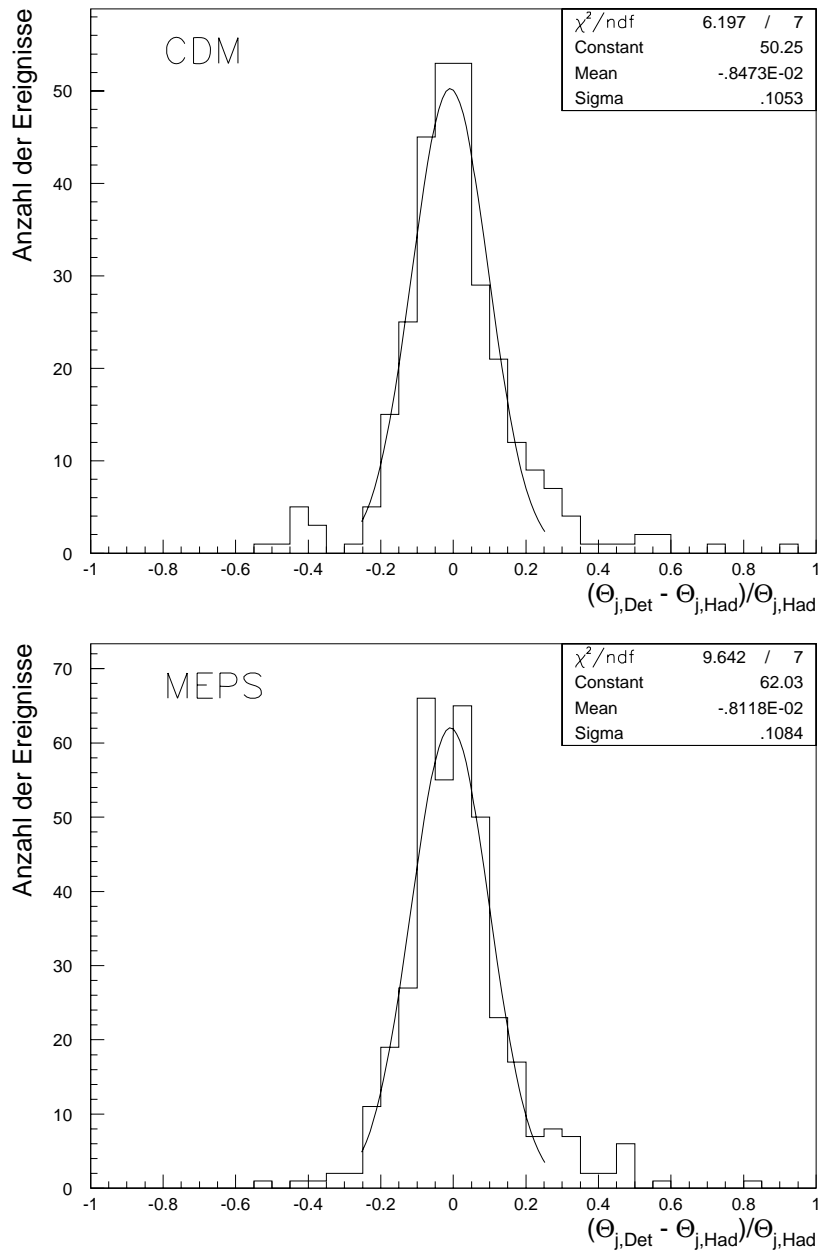 CDM
χ²/ndf 6.197 / 7
Constant 50.25
Mean -.8473E-02
Sigma .1053
Anzahl der Ereignisse
50
40
30
20
10
0
-1 -0.8 -0.6 -0.4 -0.2 0 0.2 0.4 0.6 0.8 1
(Θj,Det - Θj,Had)/Θj,Had
MEPS
χ²/ndf 9.642 / 7
Constant 62.03
Mean -.8118E-02
Sigma .1084
Anzahl der Ereignisse
70
60
50
40
30
20
10
0
-1 -0.8 -0.6 -0.4 -0.2 0 0.2 0.4 0.6 0.8 1
(Θj,Det - Θj,Had)/Θj,Had